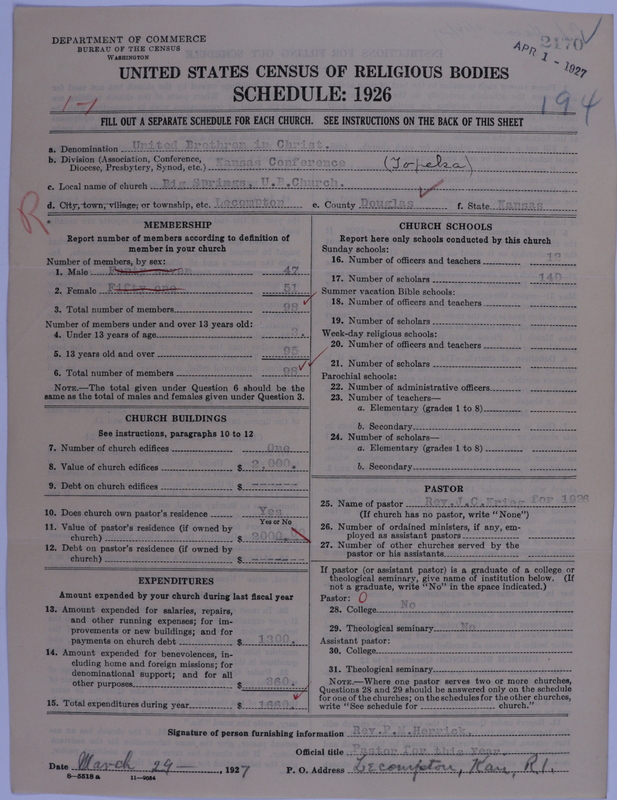 DEPARTMENT OF COMMERCE
BUREAU OF THE CENSUS
WASHINGTON
2170
APR 1 - 1927
UNITED STATES CENSUS OF RELIGIOUS BODIES
SCHEDULE: 1926
1-1
194
FILL OUT A SEPARATE SCHEDULE FOR EACH CHURCH. SEE INSTRUCTIONS ON THE BACK OF THIS SHEET
a. Denomination United Brethren in Christ.
b. Division (Association, Conference, Diocese, Presbytery, Synod, etc.) Kansas Conference (Topeka)
c. Local name of church Big Springs, U.B.Church.
d. City, town, village, or township, etc. Lecompton e. County Douglas f. State Kansas
R.
MEMBERSHIP
Report number of members according to definition of
member in your church
Number of members, by sex:
1. Male 47
2. Female Fifty one 51
3. Total number of members 98
Number of members under and over 13 years old:
4. Under 13 years of age 3.
5. 13 years old and over 95
6. Total number of members 98
NOTE.—The total given under Question 6 should be the
same as the total of males and females given under Question 3.
CHURCH BUILDINGS
See instructions, paragraphs 10 to 12
7. Number of church edifices One
8. Value of church edifices $ 2,000.
9. Debt on church edifices $ ------
10. Does church own pastor's residence Yes
Yes or No
11. Value of pastor's residence (if owned by
church) $ 2000.00
12. Debt on pastor's residence (if owned by
church) $ ------
EXPENDITURES
Amount expended by your church during last fiscal year
13. Amount expended for salaries, repairs,
and other running expenses; for im-
provements or new buildings; and for
payments on church debt $ 1300.
14. Amount expended for benevolences, in-
cluding home and foreign missions; for
denominational support; and for all
other purposes $ 360.
15. Total expenditures during year $ 1660.
CHURCH SCHOOLS
Report here only schools conducted by this church
Sunday schools:
16. Number of officers and teachers
17. Number of scholars 140
Summer vacation Bible schools:
18. Number of officers and teachers
19. Number of scholars
Week-day religious schools:
20. Number of officers and teachers
21. Number of scholars
Parochial schools:
22. Number of administrative officers
23. Number of teachers—
a. Elementary (grades 1 to 8)
b. Secondary
24. Number of scholars—
a. Elementary (grades 1 to 8)
b. Secondary
PASTOR
25. Name of pastor Rev.J.C.Krier for 1926
(If church has no pastor, write "None")
26. Number of ordained ministers, if any, em-
ployed as assistant pastors
27. Number of other churches served by the
pastor or his assistants
If pastor (or assistant pastor) is a graduate of a college or
theological seminary, give name of institution below. (If
not a graduate, write "No" in the space indicated.)
Pastor: 0
28. College No
29. Theological seminary No
Assistant pastor:
30. College
31. Theological seminary
NOTE.—Where one pastor serves two or more churches,
Questions 28 and 29 should be answered only on the schedule
for one of the churches; on the schedules for the other churches,
write "See schedule for church."
Signature of person furnishing information Rev.F.M.Herrick
Official title Pastor for this year.
Date March 29—, 1927 P. O. Address Lecompton, Kan, R.1.
6-5518a 11-9084